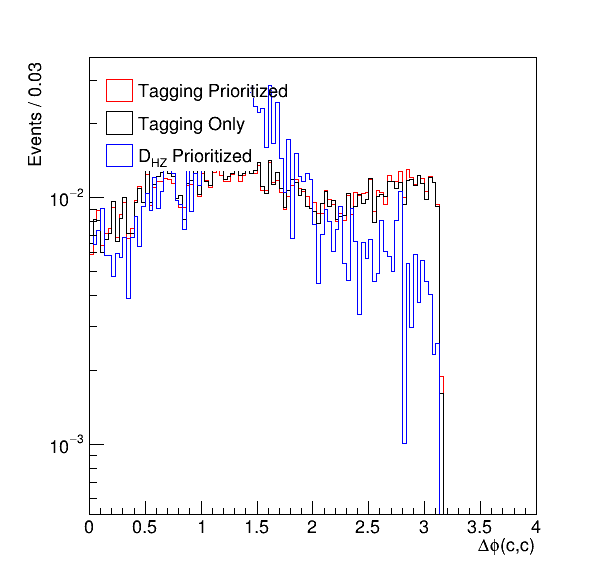 Events / 0.03
Tagging Prioritized
Tagging Only
D_HZ Prioritized
10^−2
10^−3
0 0.5 1 1.5 2 2.5 3 3.5 4
Δϕ(c,c)